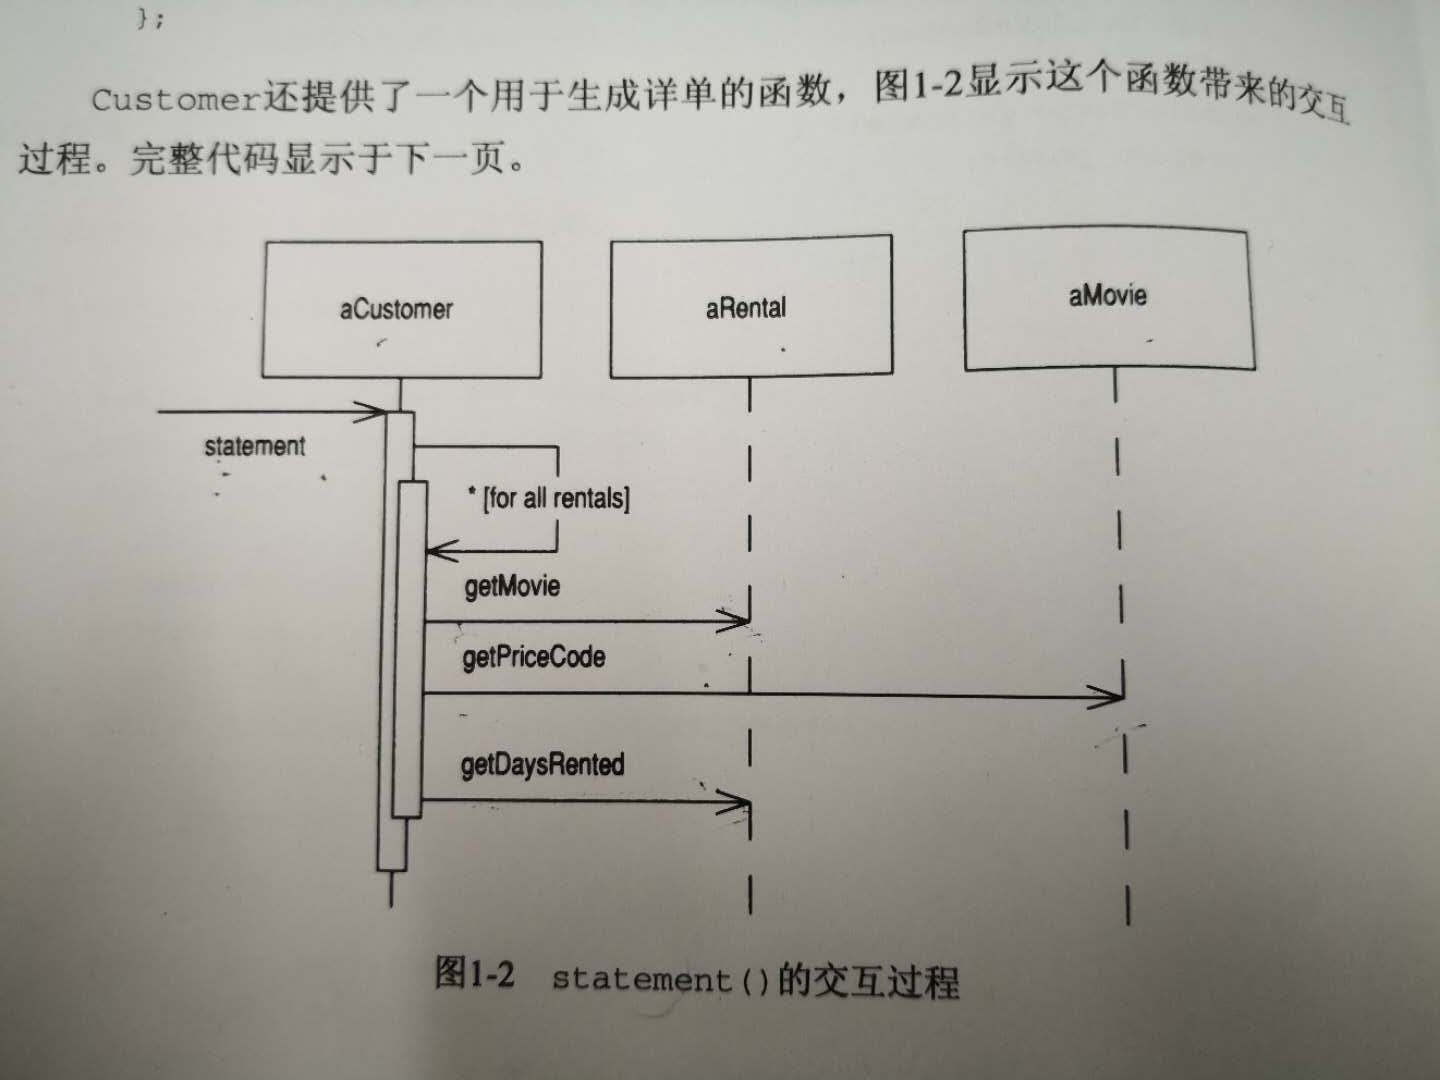 };
Customer还提供了一个用于生成详单的函数，图1-2显示这个函数带来的交互
过程。完整代码显示于下一页。
aCustomer
aRental
aMovie
statement
* [for all rentals]
getMovie
getPriceCode
getDaysRented
图1-2 statement()的交互过程